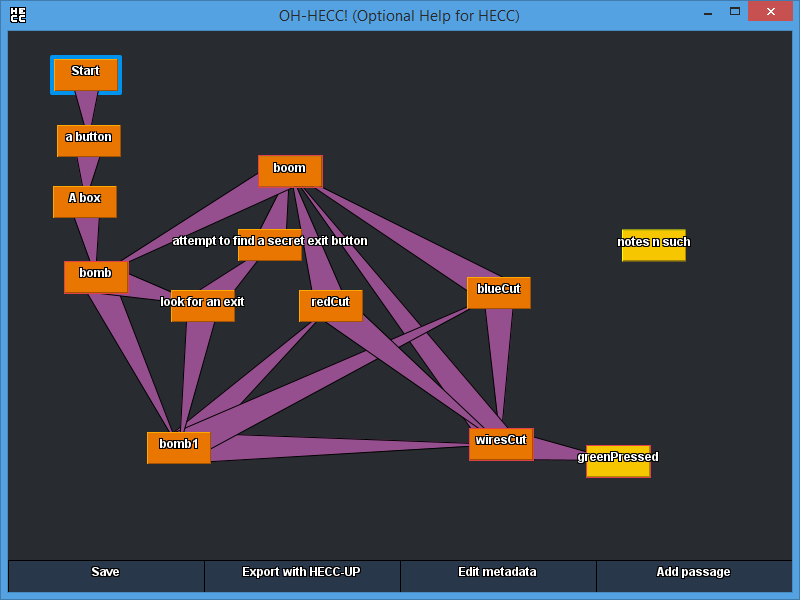 HE
CC
OH-HECC! (Optional Help for HECC)
Start
a button
boom
A box
attempt to find a secret exit button
notes n such
bomb
blueCut
look for an exit
redCut
bomb1
wiresCut
greenPressed
Save
Export with HECC-UP
Edit metadata
Add passage